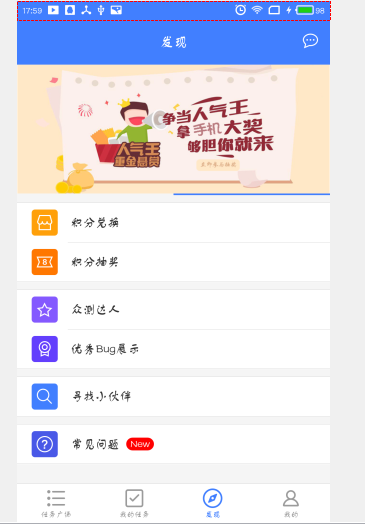 17:59
98
发现
争当人气王
拿手机大奖
够胆你就来
人气王
重金悬赏
积分兑换
积分抽奖
众测达人
优秀Bug展示
寻找小伙伴
常见问题 New
任务广场 我的任务 发现 我的